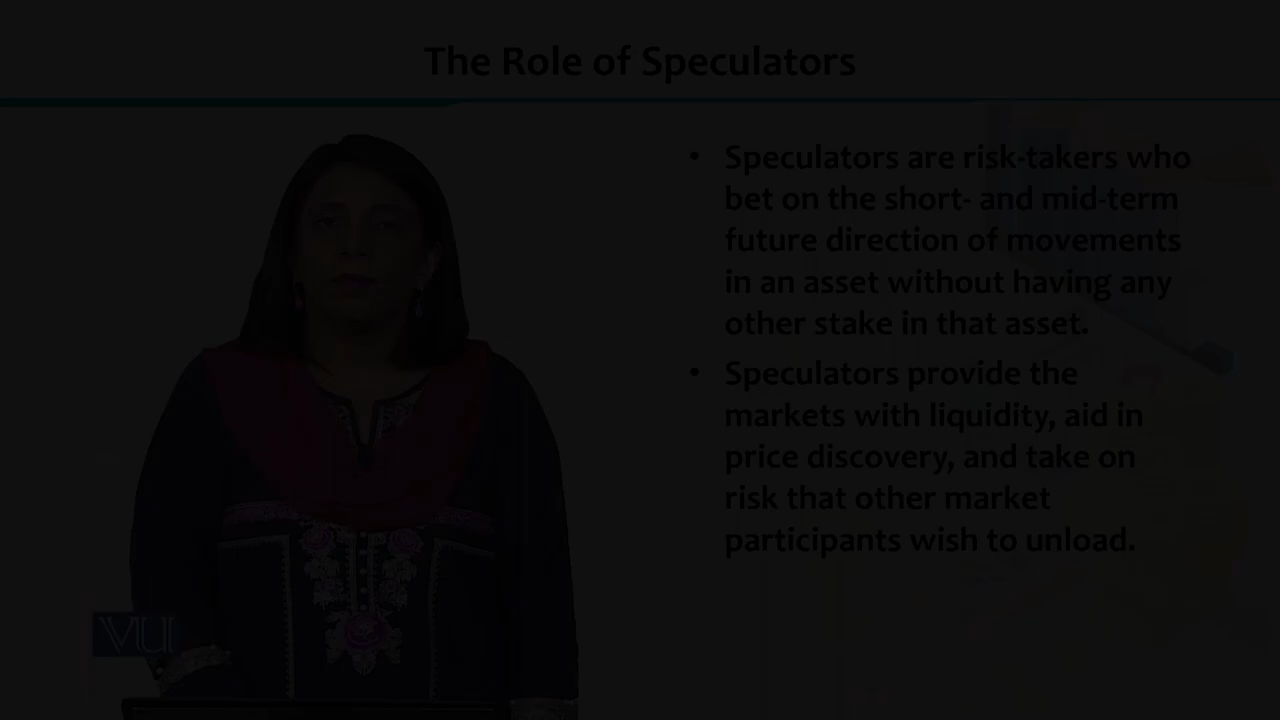 The Role of Speculators
• Speculators are risk-takers who
bet on the short- and mid-term
future direction of movements
in an asset without having any
other stake in that asset.
• Speculators provide the
markets with liquidity, aid in
price discovery, and take on
risk that other market
participants wish to unload.
VU